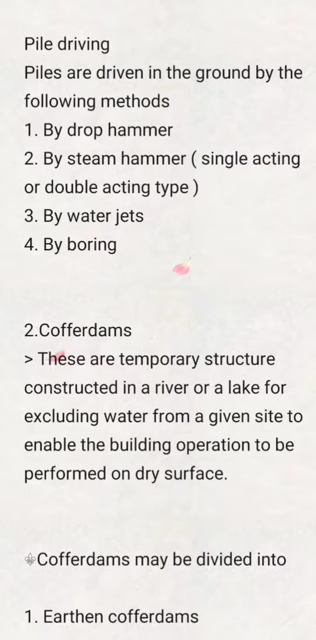 Pile driving
Piles are driven in the ground by the
following methods
1. By drop hammer
2. By steam hammer ( single acting
or double acting type )
3. By water jets
4. By boring
2.Cofferdams
> These are temporary structure
constructed in a river or a lake for
excluding water from a given site to
enable the building operation to be
performed on dry surface.
⚜Cofferdams may be divided into
1. Earthen cofferdams